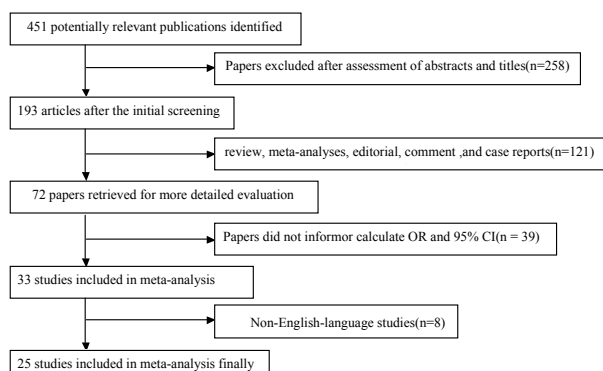 451 potentially relevant publications identified
Papers excluded after assessment of abstracts and titles(n=258)
193 articles after the initial screening
review, meta-analyses, editorial, comment ,and case reports(n=121)
72 papers retrieved for more detailed evaluation
Papers did not informor calculate OR and 95% CI(n = 39)
33 studies included in meta-analysis
Non-English-language studies(n=8)
25 studies included in meta-analysis finally